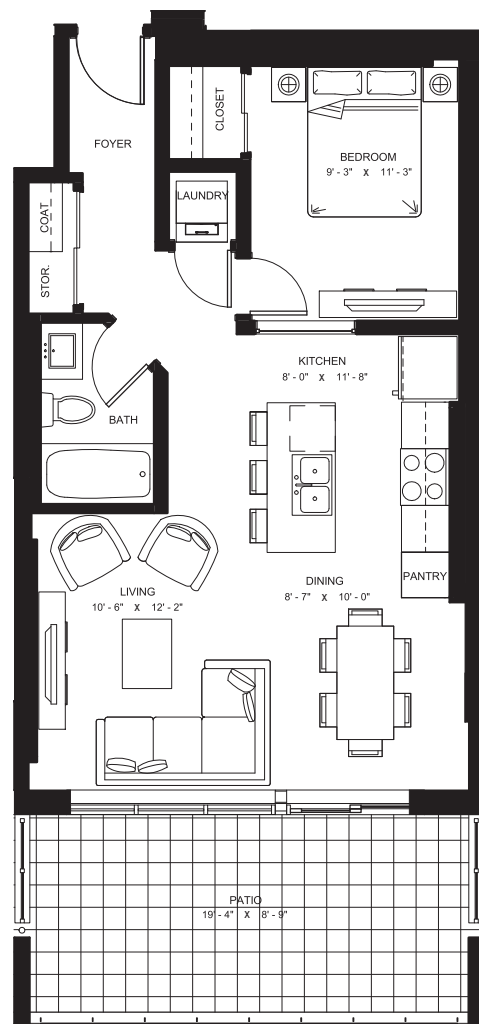 CLOSET
FOYER
BEDROOM
9' - 3" X 11' - 3"
LAUNDRY
COAT
STOR.
KITCHEN
8' - 0" X 11' - 8"
BATH
PANTRY
DINING
8' - 7" X 10' - 0"
LIVING
10' - 6" X 12' - 2"
PATIO
19' - 4" X 8' - 9"